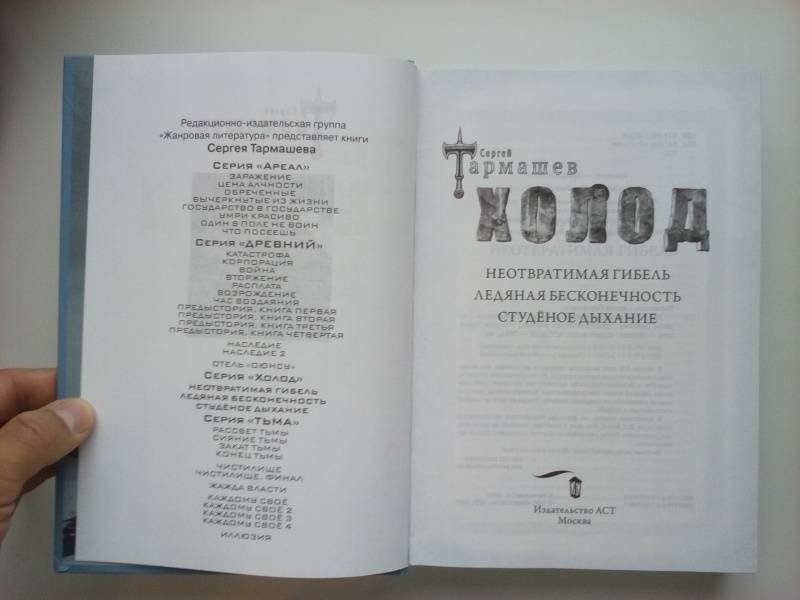 Редакционно-издательская группа
«Жанровая литература» представляет книги
Сергея Тармашева
Серия «Ареал»
Заражение
Цена алчности
Обреченные
Вычеркнутые из жизни
Государство в государстве
Умри красиво
Один в поле не воин
Что посеешь
Серия «ДРЕВНИЙ»
Катастрофа
Корпорация
Война
Вторжение
Расплата
Возрождение
Час воздаяния
Предыстория. Книга первая
Предыстория. Книга вторая
Предыстория. Книга третья
Предыстория. Книга четвертая
Наследие
Наследие 2
Отель «Оюнсу»
Серия «Холод»
Неотвратимая гибель
Ледяная бесконечность
Студёное дыхание
Серия «Тьма»
Рассвет тьмы
Сияние тьмы
Закат тьмы
Конец тьмы
Чистилище
Чистилище. Финал
Жажда власти
Каждому своё
Каждому своё 2
Каждому своё 3
Каждому своё 4
Иллюзия
Сергей
Тармашев
ХОЛОД
НЕОТВРАТИМАЯ ГИБЕЛЬ
ЛЕДЯНАЯ БЕСКОНЕЧНОСТЬ
СТУДЁНОЕ ДЫХАНИЕ
Издательство АСТ
Москва